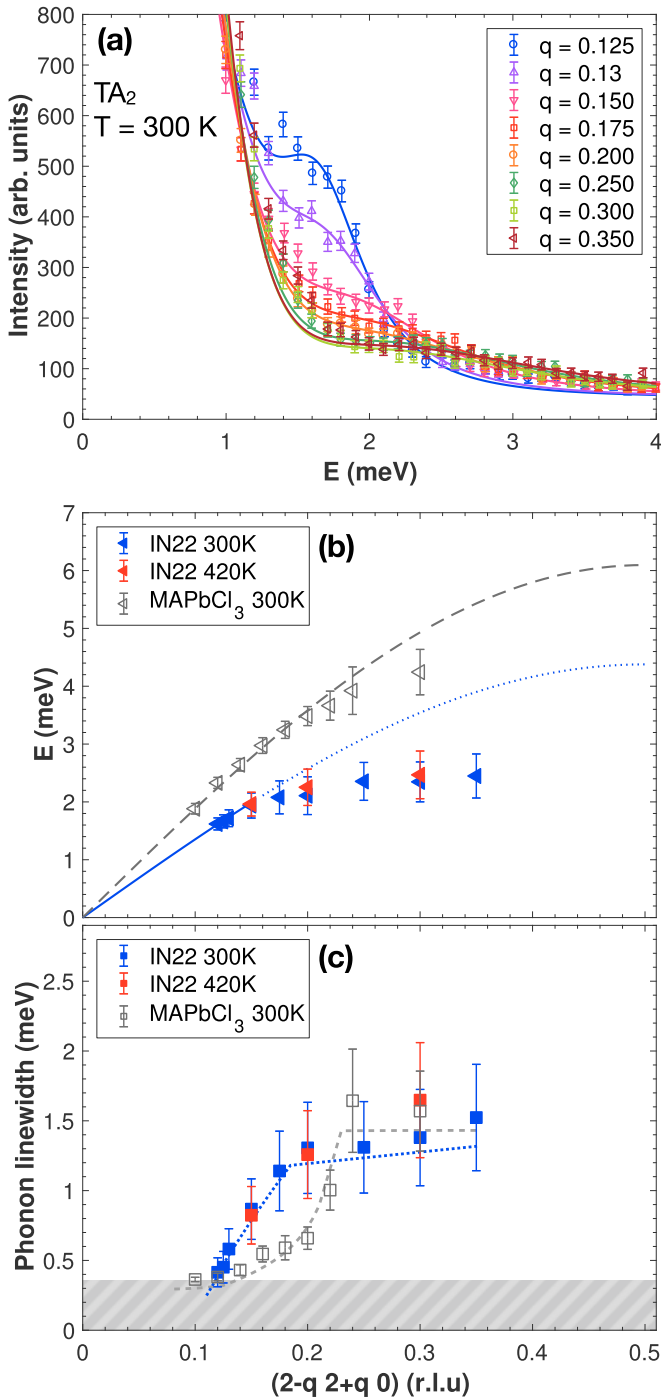 (a)
TA₂
T = 300 K
q = 0.125
q = 0.13
q = 0.150
q = 0.175
q = 0.200
q = 0.250
q = 0.300
q = 0.350
800
700
600
500
400
300
200
100
0
Intensity (arb. units)
0
1
2
3
4
E (meV)
(b)
IN22 300K
IN22 420K
MAPbCl₃ 300K
7
6
5
4
3
2
1
0
E (meV)
(c)
IN22 300K
IN22 420K
MAPbCl₃ 300K
2.5
2
1.5
1
0.5
0
Phonon linewidth (meV)
0
0.1
0.2
0.3
0.4
0.5
(2-q 2+q 0) (r.l.u)